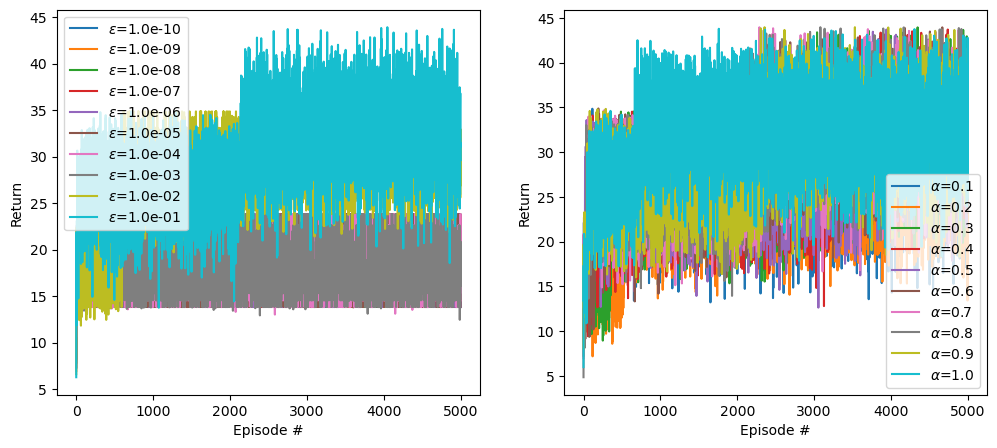 45
40
35
30
25
20
15
10
5
Return
ε=1.0e-10
ε=1.0e-09
ε=1.0e-08
ε=1.0e-07
ε=1.0e-06
ε=1.0e-05
ε=1.0e-04
ε=1.0e-03
ε=1.0e-02
ε=1.0e-01
0 1000 2000 3000 4000 5000
Episode #
45
40
35
30
25
20
15
10
5
Return
α=0.1
α=0.2
α=0.3
α=0.4
α=0.5
α=0.6
α=0.7
α=0.8
α=0.9
α=1.0
0 1000 2000 3000 4000 5000
Episode #